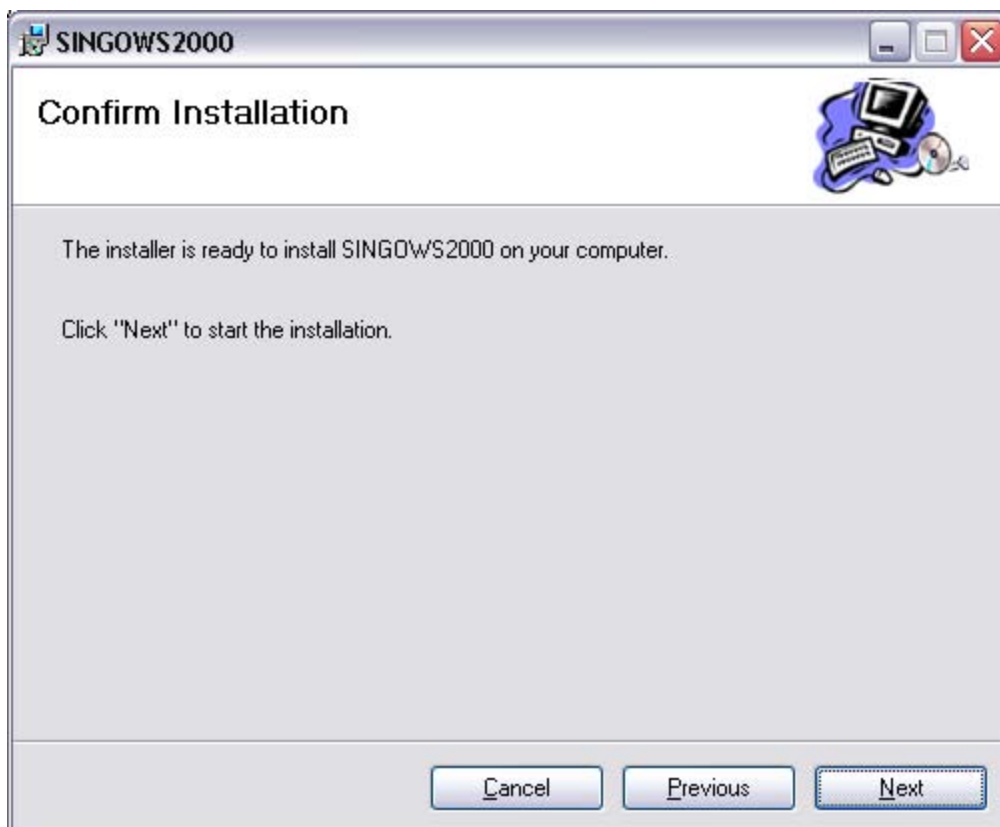 SINGOWS2000
Confirm Installation
The installer is ready to install SINGOWS2000 on your computer.
Click "Next" to start the installation.
Cancel Previous Next